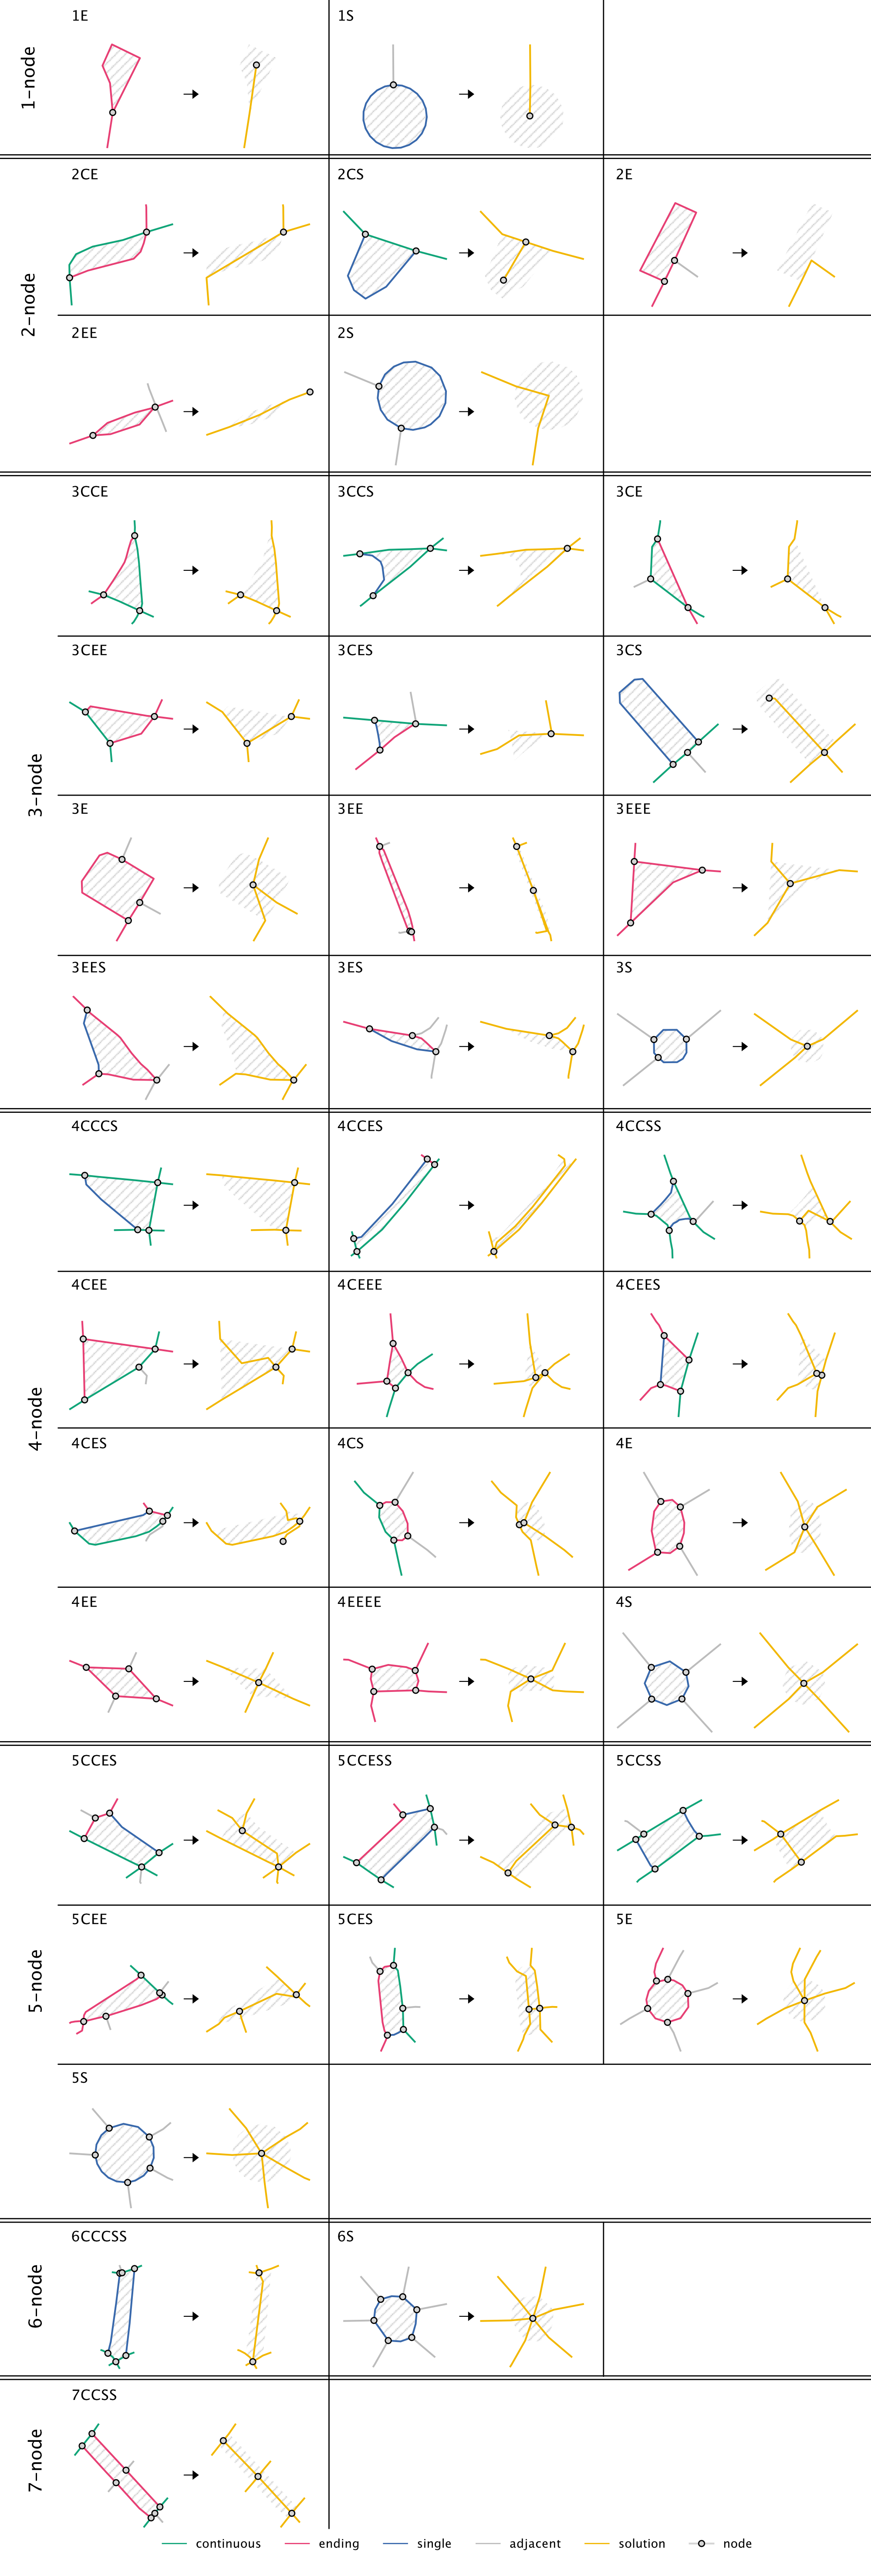 1-node
1E
1S
2-node
2CE
2CS
2E
2EE
2S
3-node
3CCE
3CCS
3CE
3CEE
3CES
3CS
3E
3EE
3EEE
3EES
3ES
3S
4-node
4CCCS
4CCES
4CCSS
4CEE
4CEEE
4CEES
4CES
4CS
4E
4EE
4EEEE
4S
5-node
5CCES
5CCESS
5CCSS
5CEE
5CES
5E
5S
6-node
6CCCSS
6S
7-node
7CCSS
continuous ending single adjacent solution node